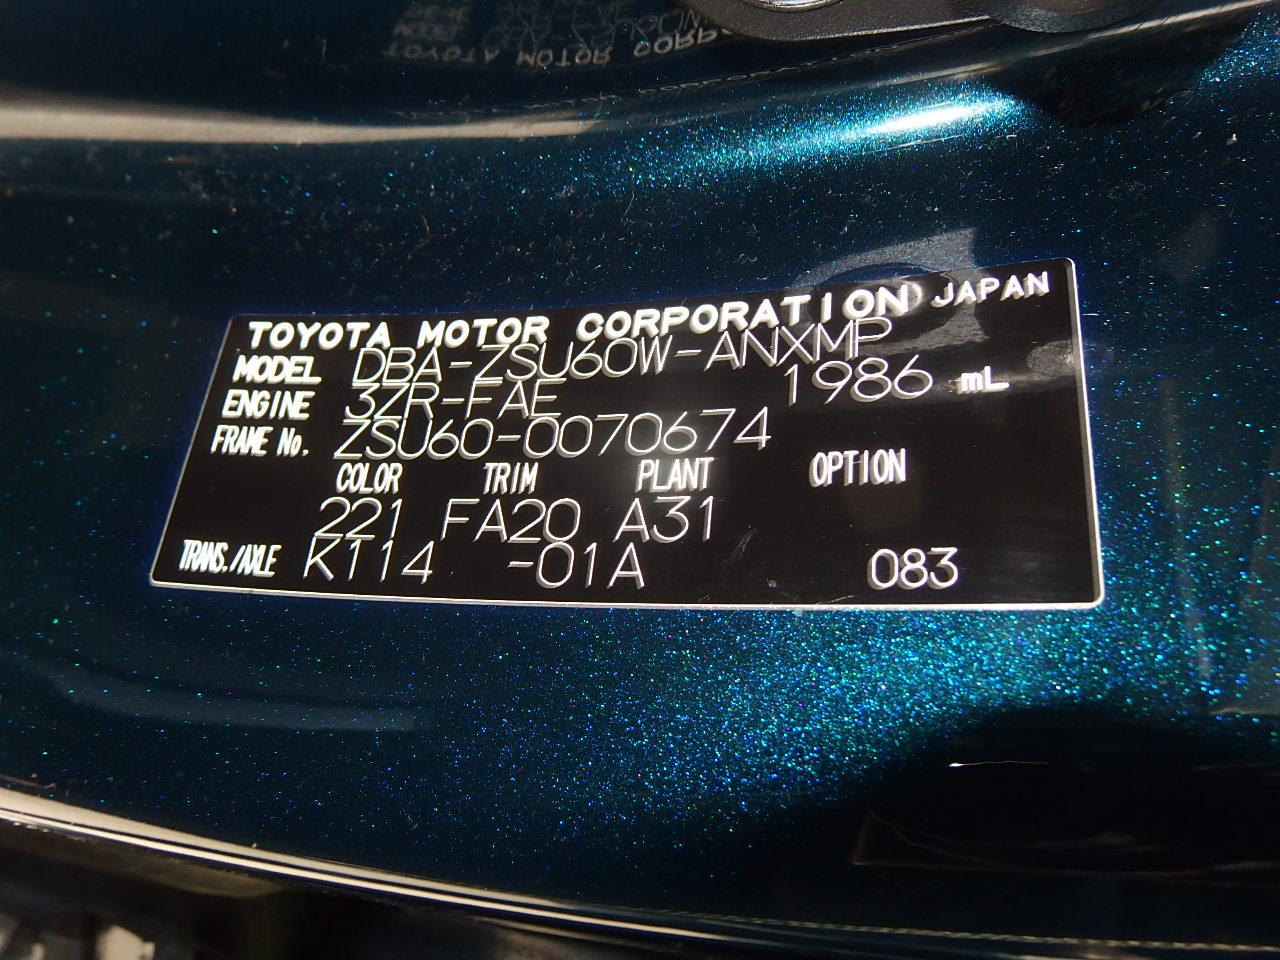 TOYOTA MOTOR CORPORATION JAPAN
MODEL DBA-ZSU60W-ANXMP
ENGINE 3ZR-FAE 1986 mL
FRAME No. ZSU60-0070674
COLOR TRIM PLANT OPTION
221 FA20 A31
TRANS./AXLE K114 -01A 083